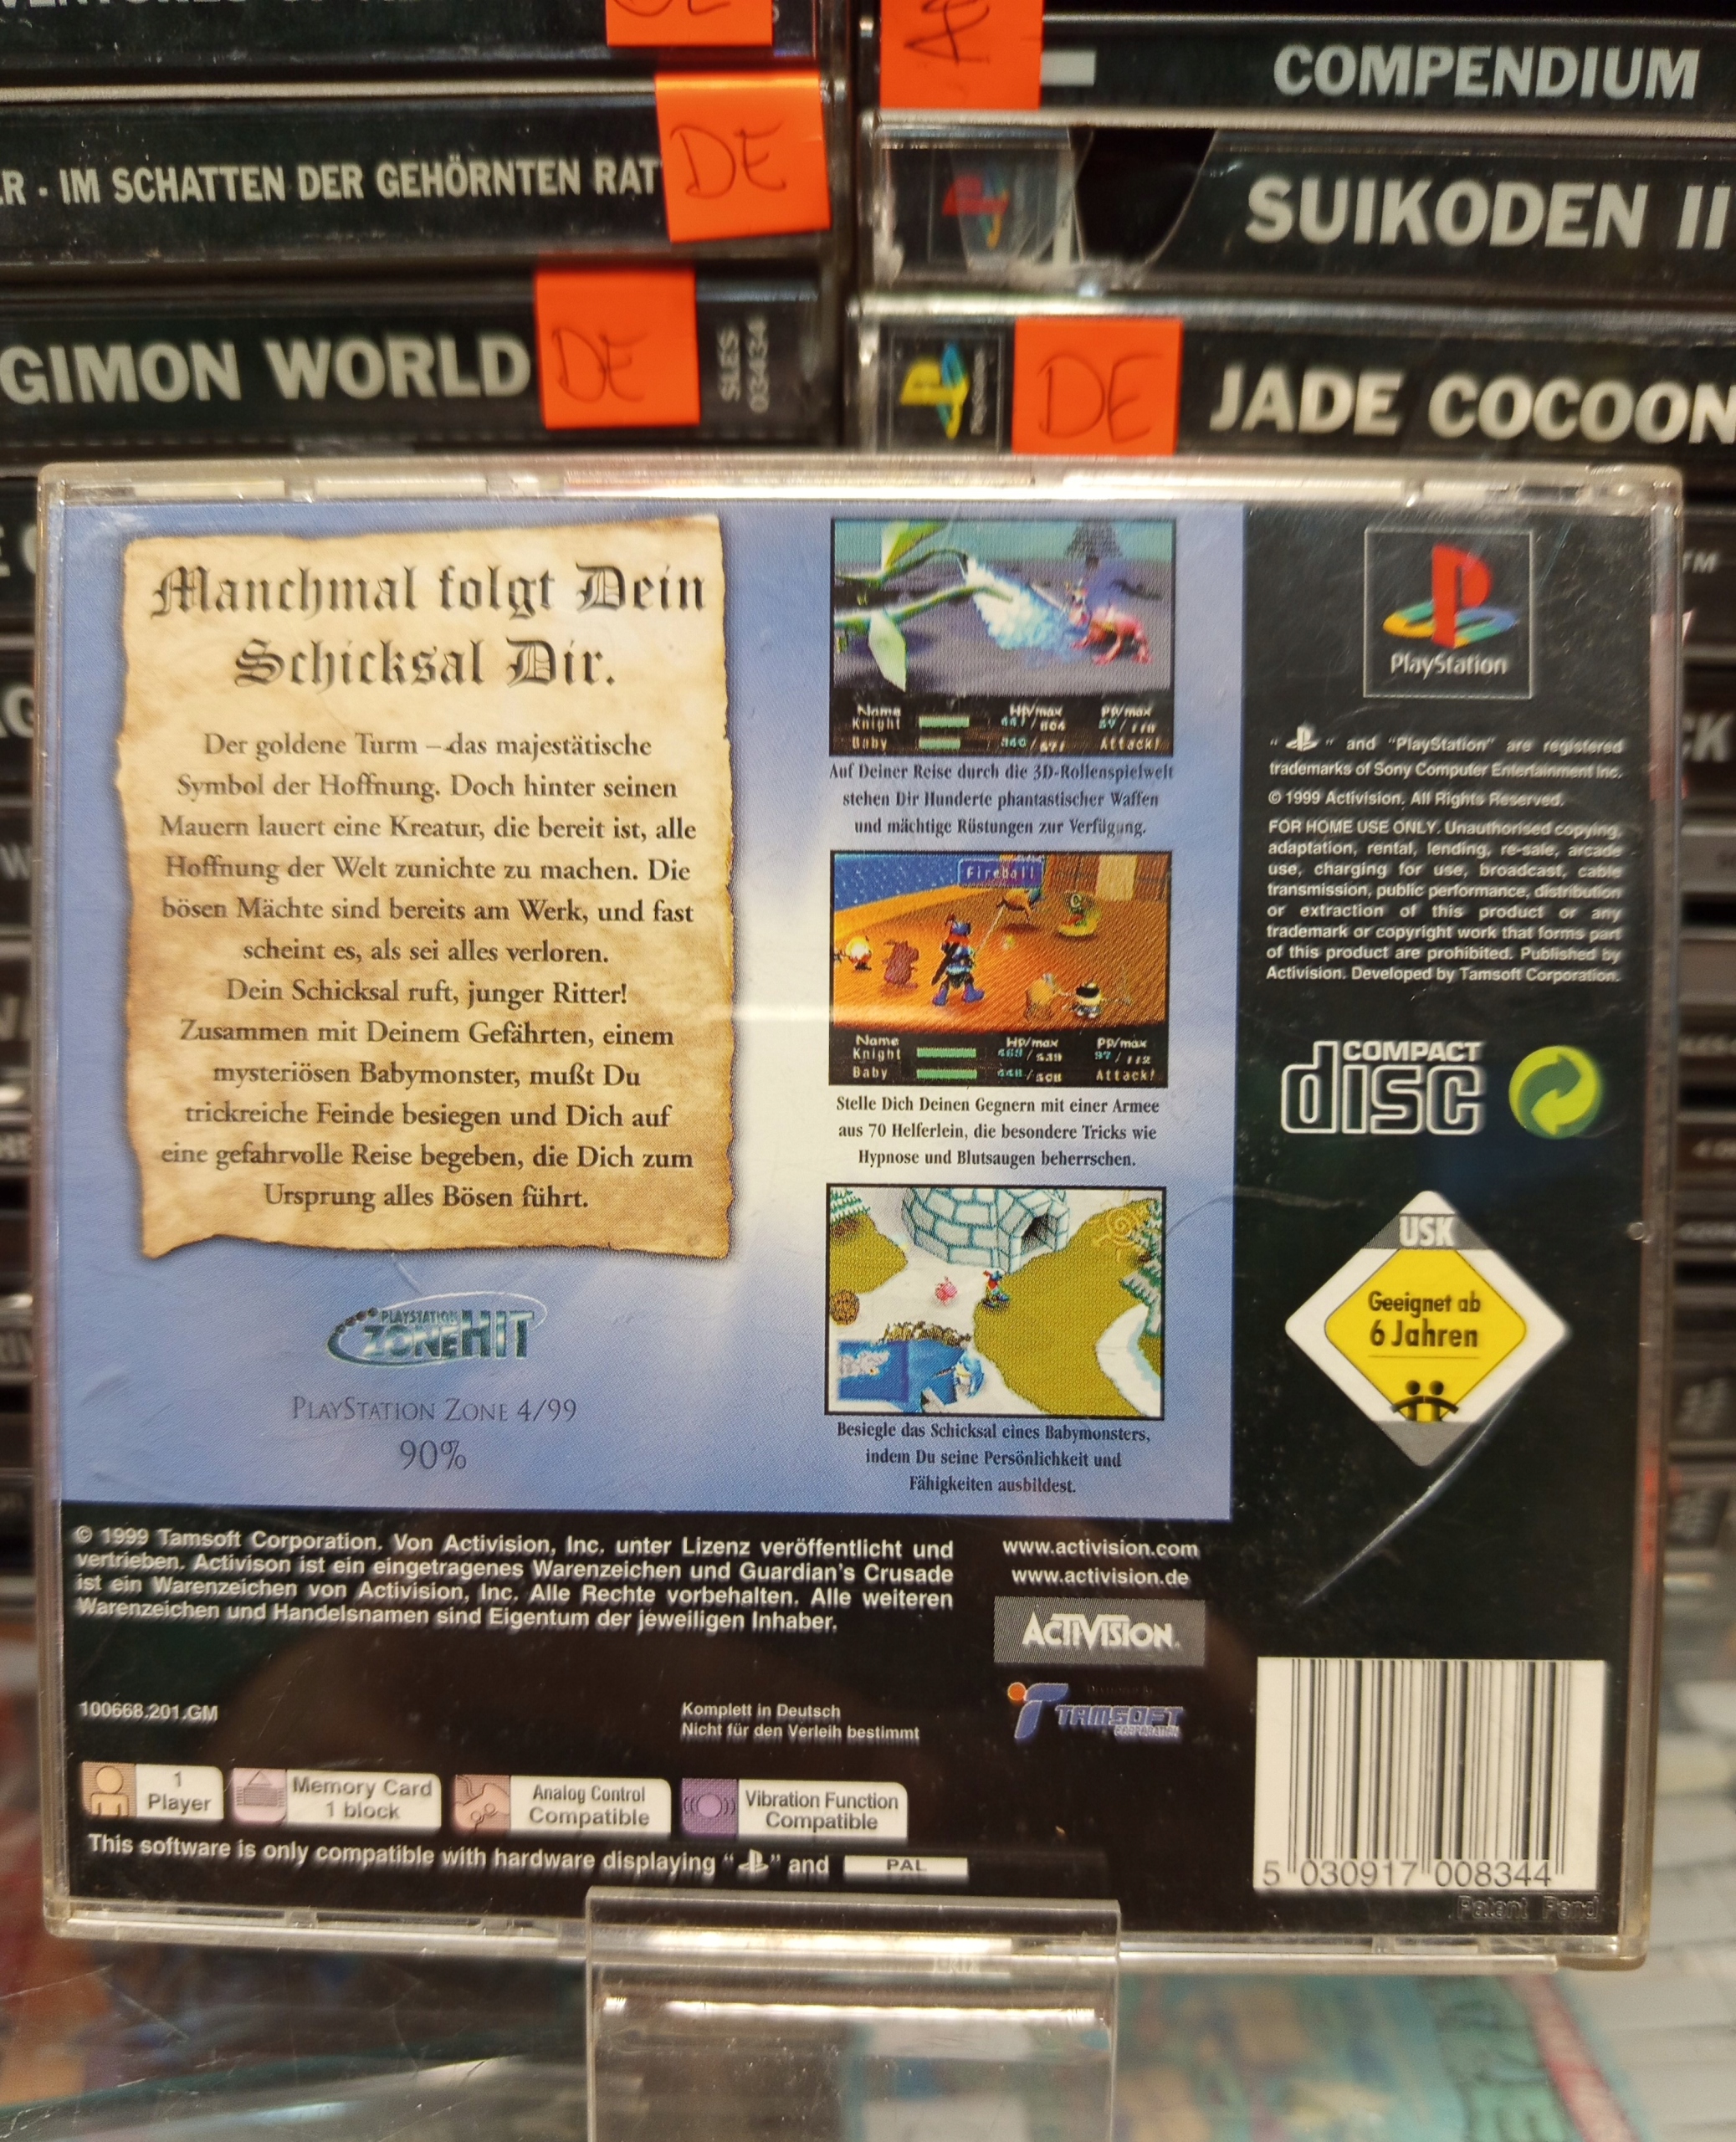 COMPENDIUM
IM SCHATTEN DER GEHÖRNTEN
DE
SUIKODEN II
GIMON WORLD
DE
SLES
03434
DE
JADE COCOON
Manchmal folgt Dein
Schicksal Dir.
Der goldene Turm – das majestätische
Symbol der Hoffnung. Doch hinter seinen
Mauern lauert eine Kreatur, die bereit ist, alle
Hoffnung der Welt zunichte zu machen. Die
bösen Mächte sind bereits am Werk, und fast
scheint es, als sei alles verloren.
Dein Schicksal ruft, junger Ritter!
Zusammen mit Deinem Gefährten, einem
mysteriösen Babymonster, mußt Du
trickreiche Feinde besiegen und Dich auf
eine gefahrvolle Reise begeben, die Dich zum
Ursprung alles Bösen führt.
PLAYSTATION
ZONE HIT
PLAYSTATION ZONE 4/99
90%
Name HP/max PP/max
Knight
Baby Attack!
Auf Deiner Reise durch die 3D-Rollenspielwelt
stehen Dir Hunderte phantastischer Waffen
und mächtige Rüstungen zur Verfügung.
Fireball
Name HP/max PP/max
Knight
Baby Attack!
Stelle Dich Deinen Gegnern mit einer Armee
aus 70 Helferlein, die besondere Tricks wie
Hypnose und Blutsaugen beherrschen.
Besiegle das Schicksal eines Babymonsters,
indem Du seine Persönlichkeit und
Fähigkeiten ausbildest.
PlayStation
" " and "PlayStation" are registered
trademarks of Sony Computer Entertainment Inc.
© 1999 Activision. All Rights Reserved.
FOR HOME USE ONLY. Unauthorised copying,
adaptation, rental, lending, re-sale, arcade
use, charging for use, broadcast, cable
transmission, public performance, distribution
or extraction of this product or any
trademark or copyright work that forms part
of this product are prohibited. Published by
Activision. Developed by Tamsoft Corporation.
COMPACT
disc
USK
Geeignet ab
6 Jahren
© 1999 Tamsoft Corporation. Von Activision, Inc. unter Lizenz veröffentlicht und
vertrieben. Activison ist ein eingetragenes Warenzeichen und Guardian's Crusade
ist ein Warenzeichen von Activision, Inc. Alle Rechte vorbehalten. Alle weiteren
Warenzeichen und Handelsnamen sind Eigentum der jeweiligen Inhaber.
www.activision.com
www.activision.de
ACTIVISION.
TAMSOFT
CORPORATION
100668.201.GM
Komplett in Deutsch
Nicht für den Verleih bestimmt
1
Player
Memory Card
1 block
Analog Control
Compatible
Vibration Function
Compatible
This software is only compatible with hardware displaying " " and PAL
5 030917 008344
Patent Pend